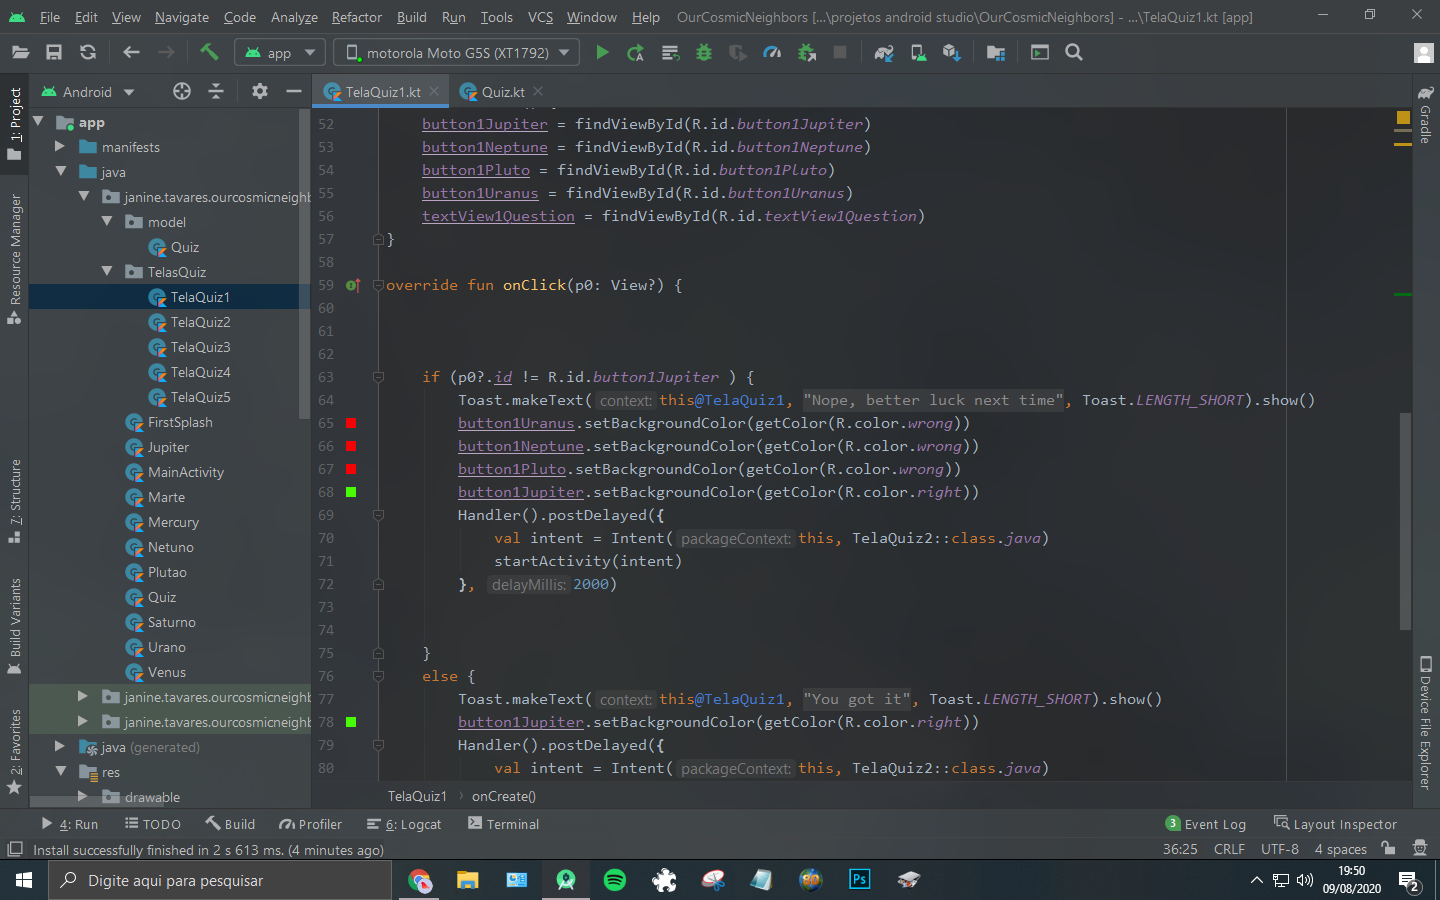 File Edit View Navigate Code Analyze Refactor Build Run Tools VCS Window Help OurCosmicNeighbors [...\projetos android studio\OurCosmicNeighbors] - ...\TelaQuiz1.kt [app]
app motorola Moto G5S (XT1792)
Android TelaQuiz1.kt Quiz.kt
1: Project
Resource Manager
7: Structure
Build Variants
2: Favorites
app
manifests
java
janine.tavares.ourcosmicneighb
model
Quiz
TelasQuiz
TelaQuiz1
TelaQuiz2
TelaQuiz3
TelaQuiz4
TelaQuiz5
FirstSplash
Jupiter
MainActivity
Marte
Mercury
Netuno
Plutao
Quiz
Saturno
Urano
Venus
janine.tavares.ourcosmicneighb
janine.tavares.ourcosmicneighb
java (generated)
res
drawable
52 button1Jupiter = findViewById(R.id.button1Jupiter)
53 button1Neptune = findViewById(R.id.button1Neptune)
54 button1Pluto = findViewById(R.id.button1Pluto)
55 button1Uranus = findViewById(R.id.button1Uranus)
56 textView1Question = findViewById(R.id.textView1Question)
57 }
58
59 override fun onClick(p0: View?) {
60
61
62
63 if (p0?.id != R.id.button1Jupiter ) {
64 Toast.makeText( context: this@TelaQuiz1, "Nope, better luck next time", Toast.LENGTH_SHORT).show()
65 button1Uranus.setBackgroundColor(getColor(R.color.wrong))
66 button1Neptune.setBackgroundColor(getColor(R.color.wrong))
67 button1Pluto.setBackgroundColor(getColor(R.color.wrong))
68 button1Jupiter.setBackgroundColor(getColor(R.color.right))
69 Handler().postDelayed({
70 val intent = Intent( packageContext: this, TelaQuiz2::class.java)
71 startActivity(intent)
72 }, delayMillis: 2000)
73
74
75 }
76 else {
77 Toast.makeText( context: this@TelaQuiz1, "You got it", Toast.LENGTH_SHORT).show()
78 button1Jupiter.setBackgroundColor(getColor(R.color.right))
79 Handler().postDelayed({
80 val intent = Intent( packageContext: this, TelaQuiz2::class.java)
Gradle
Device File Explorer
TelaQuiz1 › onCreate()
4: Run TODO Build Profiler 6: Logcat Terminal 3 Event Log Layout Inspector
Install successfully finished in 2 s 613 ms. (4 minutes ago) 36:25 CRLF UTF-8 4 spaces
Digite aqui para pesquisar Ps 19:50
09/08/2020 2